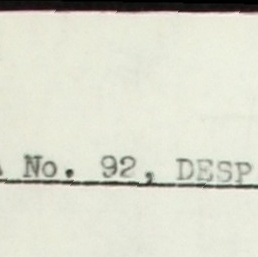 No. 92, DESP